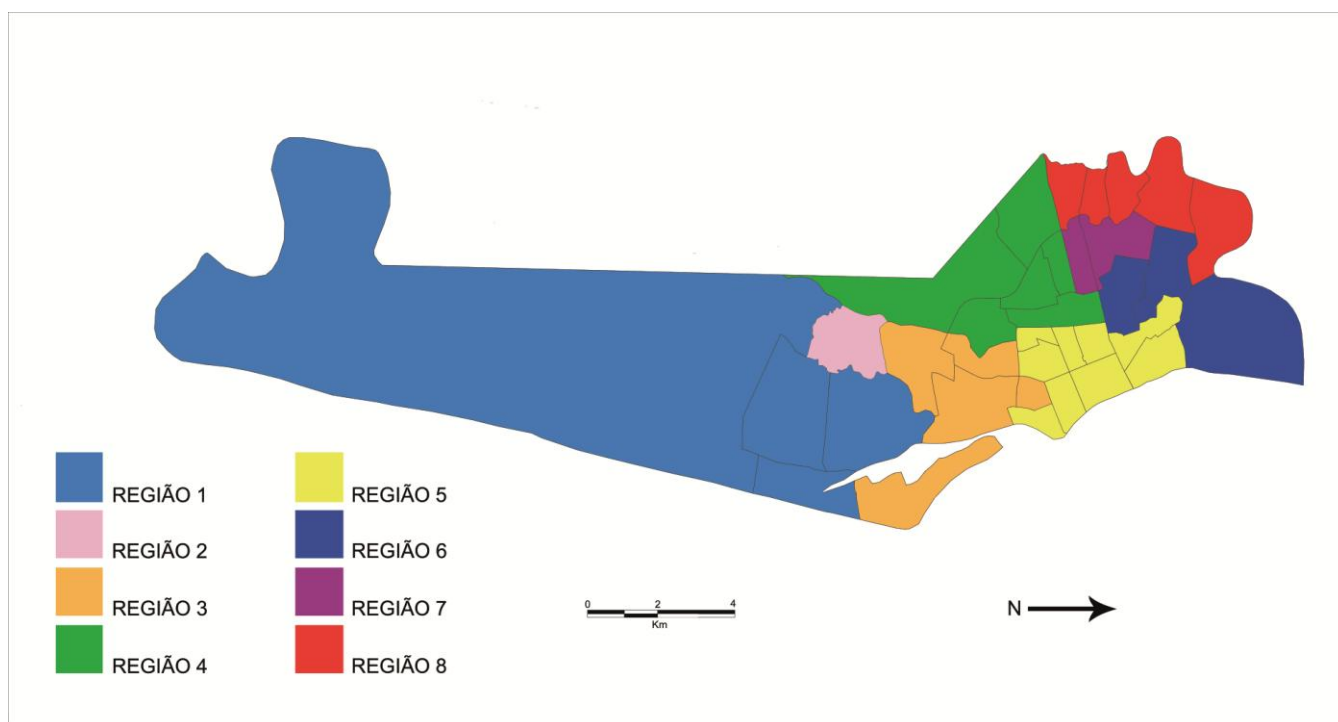 REGIÃO 1
REGIÃO 2
REGIÃO 3
REGIÃO 4
REGIÃO 5
REGIÃO 6
REGIÃO 7
REGIÃO 8
0 2 4
Km
N